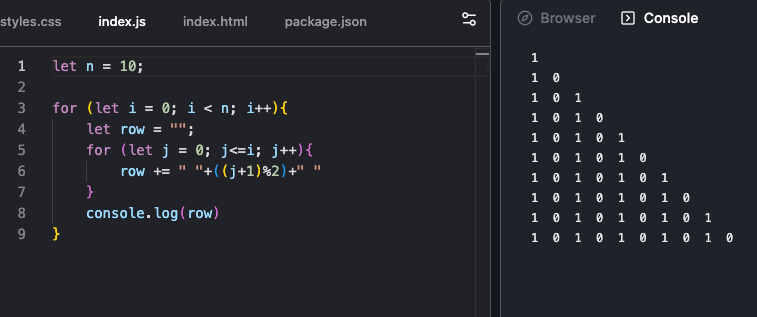 styles.css index.js index.html package.json
Browser Console
1 let n = 10;
2
3 for (let i = 0; i < n; i++){
4 let row = "";
5 for (let j = 0; j<=i; j++){
6 row += " "+((j+1)%2)+" "
7 }
8 console.log(row)
9 }
1
1 0
1 0 1
1 0 1 0
1 0 1 0 1
1 0 1 0 1 0
1 0 1 0 1 0 1
1 0 1 0 1 0 1 0
1 0 1 0 1 0 1 0 1
1 0 1 0 1 0 1 0 1 0